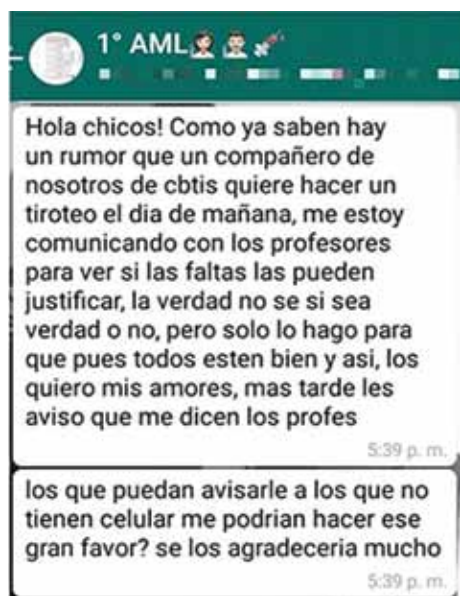 1° AML
Hola chicos! Como ya saben hay
un rumor que un compañero de
nosotros de cbtis quiere hacer un
tiroteo el dia de mañana, me estoy
comunicando con los profesores
para ver si las faltas las pueden
justificar, la verdad no se si sea
verdad o no, pero solo lo hago para
que pues todos esten bien y asi, los
quiero mis amores, mas tarde les
aviso que me dicen los profes
5:39 p. m.
los que puedan avisarle a los que no
tienen celular me podrian hacer ese
gran favor? se los agradeceria mucho
5:39 p. m.